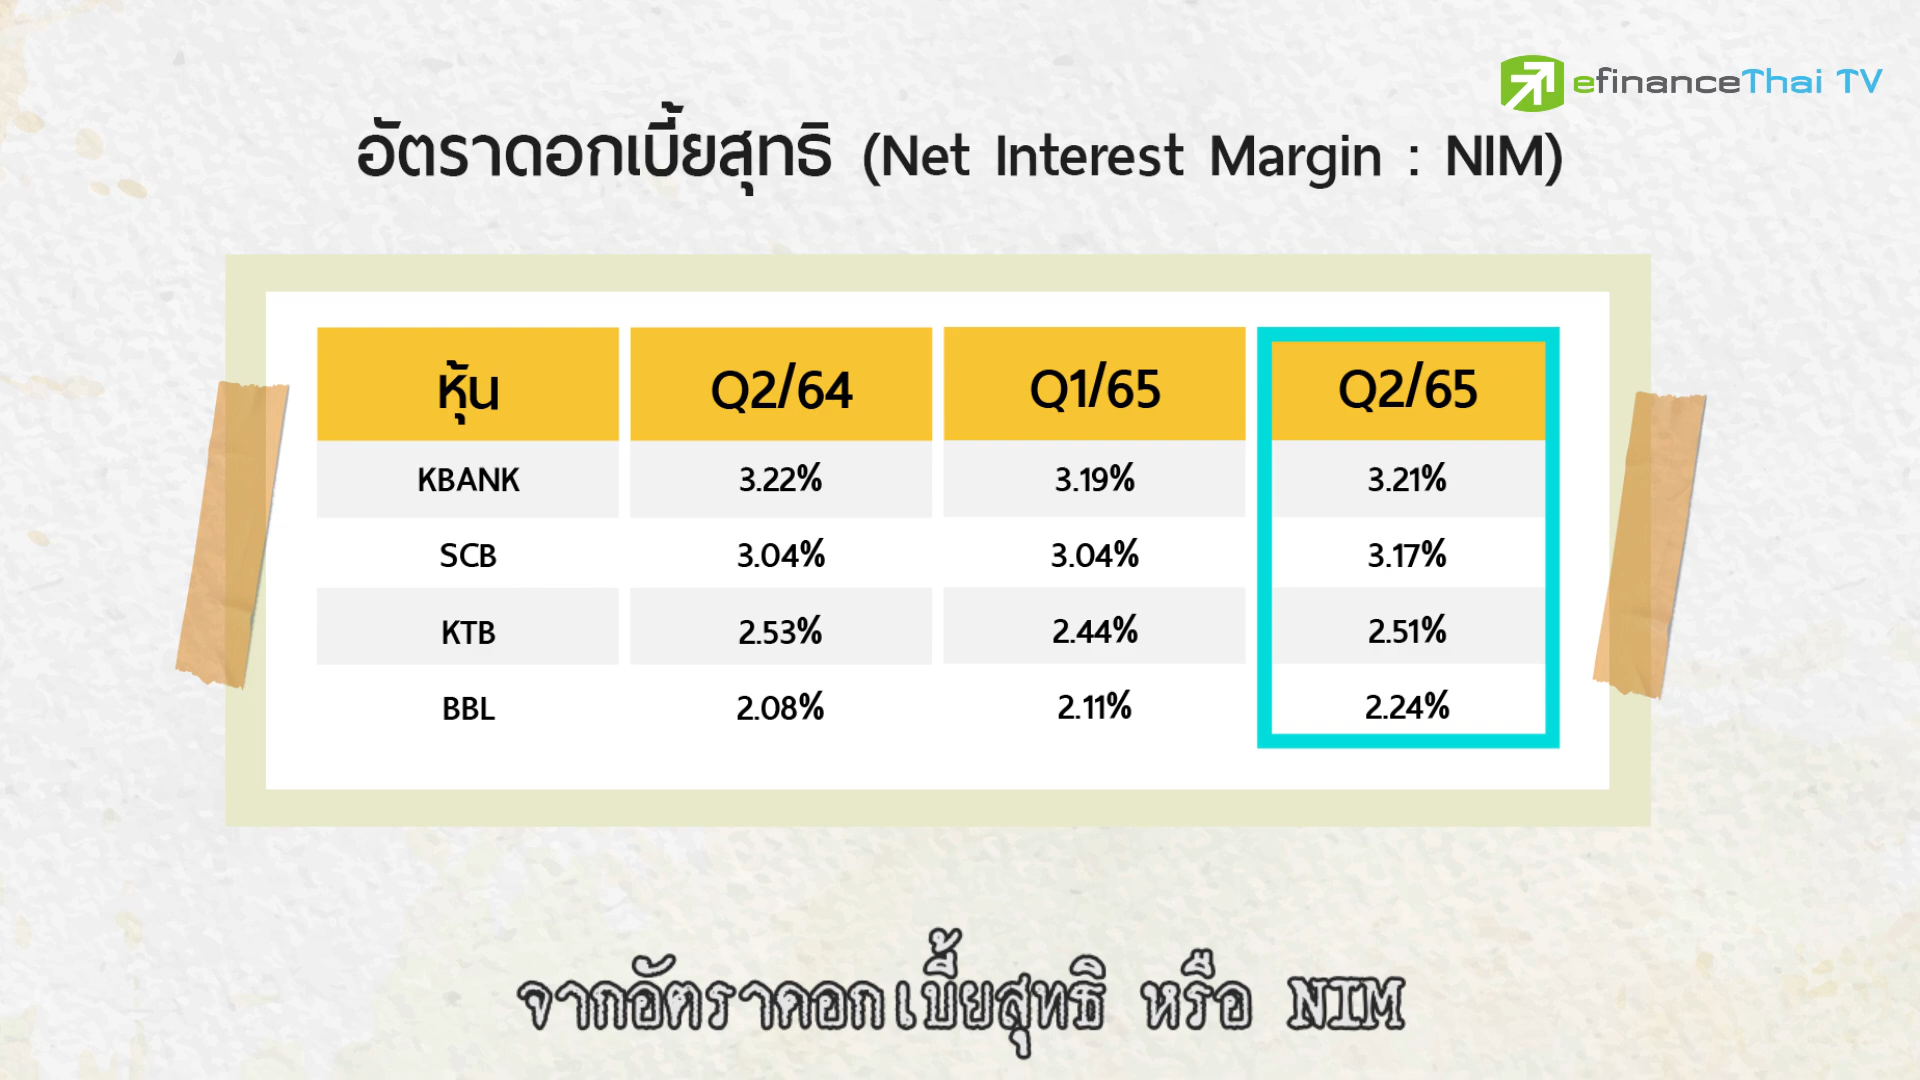 efinanceThai TV
อัตราดอกเบี้ยสุทธิ (Net Interest Margin : NIM)
หุ้น Q2/64 Q1/65 Q2/65
KBANK 3.22% 3.19% 3.21%
SCB 3.04% 3.04% 3.17%
KTB 2.53% 2.44% 2.51%
BBL 2.08% 2.11% 2.24%
จากอัตราดอกเบี้ยสุทธิ หรือ NIM